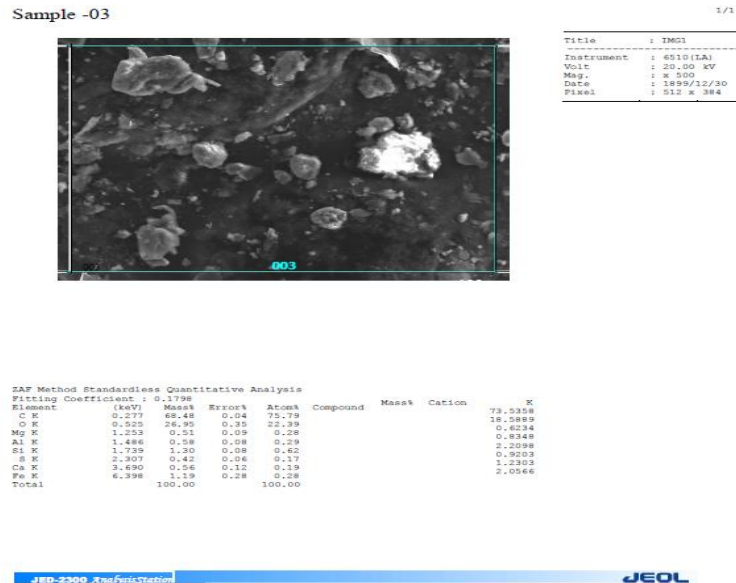 Sample -03
1/1
Title : IMG1
Instrument : 6510(LA)
Volt : 20.00 kV
Mag. : x 500
Date : 1899/12/30
Pixel : 512 x 384
003
ZAF Method Standardless Quantitative Analysis
Fitting Coefficient : 0.1798
Element (keV) Mass% Error% Atom% Compound Mass% Cation K
C K 0.277 68.48 0.04 75.79 73.5358
O K 0.525 26.95 0.35 22.39 18.5889
Mg K 1.253 0.51 0.09 0.28 0.6234
Al K 1.486 0.58 0.08 0.29 0.8348
Si K 1.739 1.30 0.08 0.62 2.2098
S K 2.307 0.42 0.06 0.17 0.9203
Ca K 3.690 0.56 0.12 0.19 1.2303
Fe K 6.398 1.19 0.28 0.28 2.0566
Total 100.00 100.00
JED-2300 AnalysisStation
JEOL